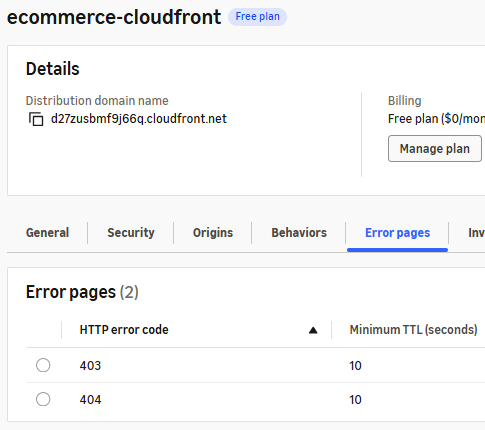 ecommerce-cloudfront Free plan
Details
Distribution domain name
d27zusbmf9j66q.cloudfront.net
Billing
Free plan ($0/mon
Manage plan
General Security Origins Behaviors Error pages Inv
Error pages (2)
HTTP error code Minimum TTL (seconds)
403 10
404 10